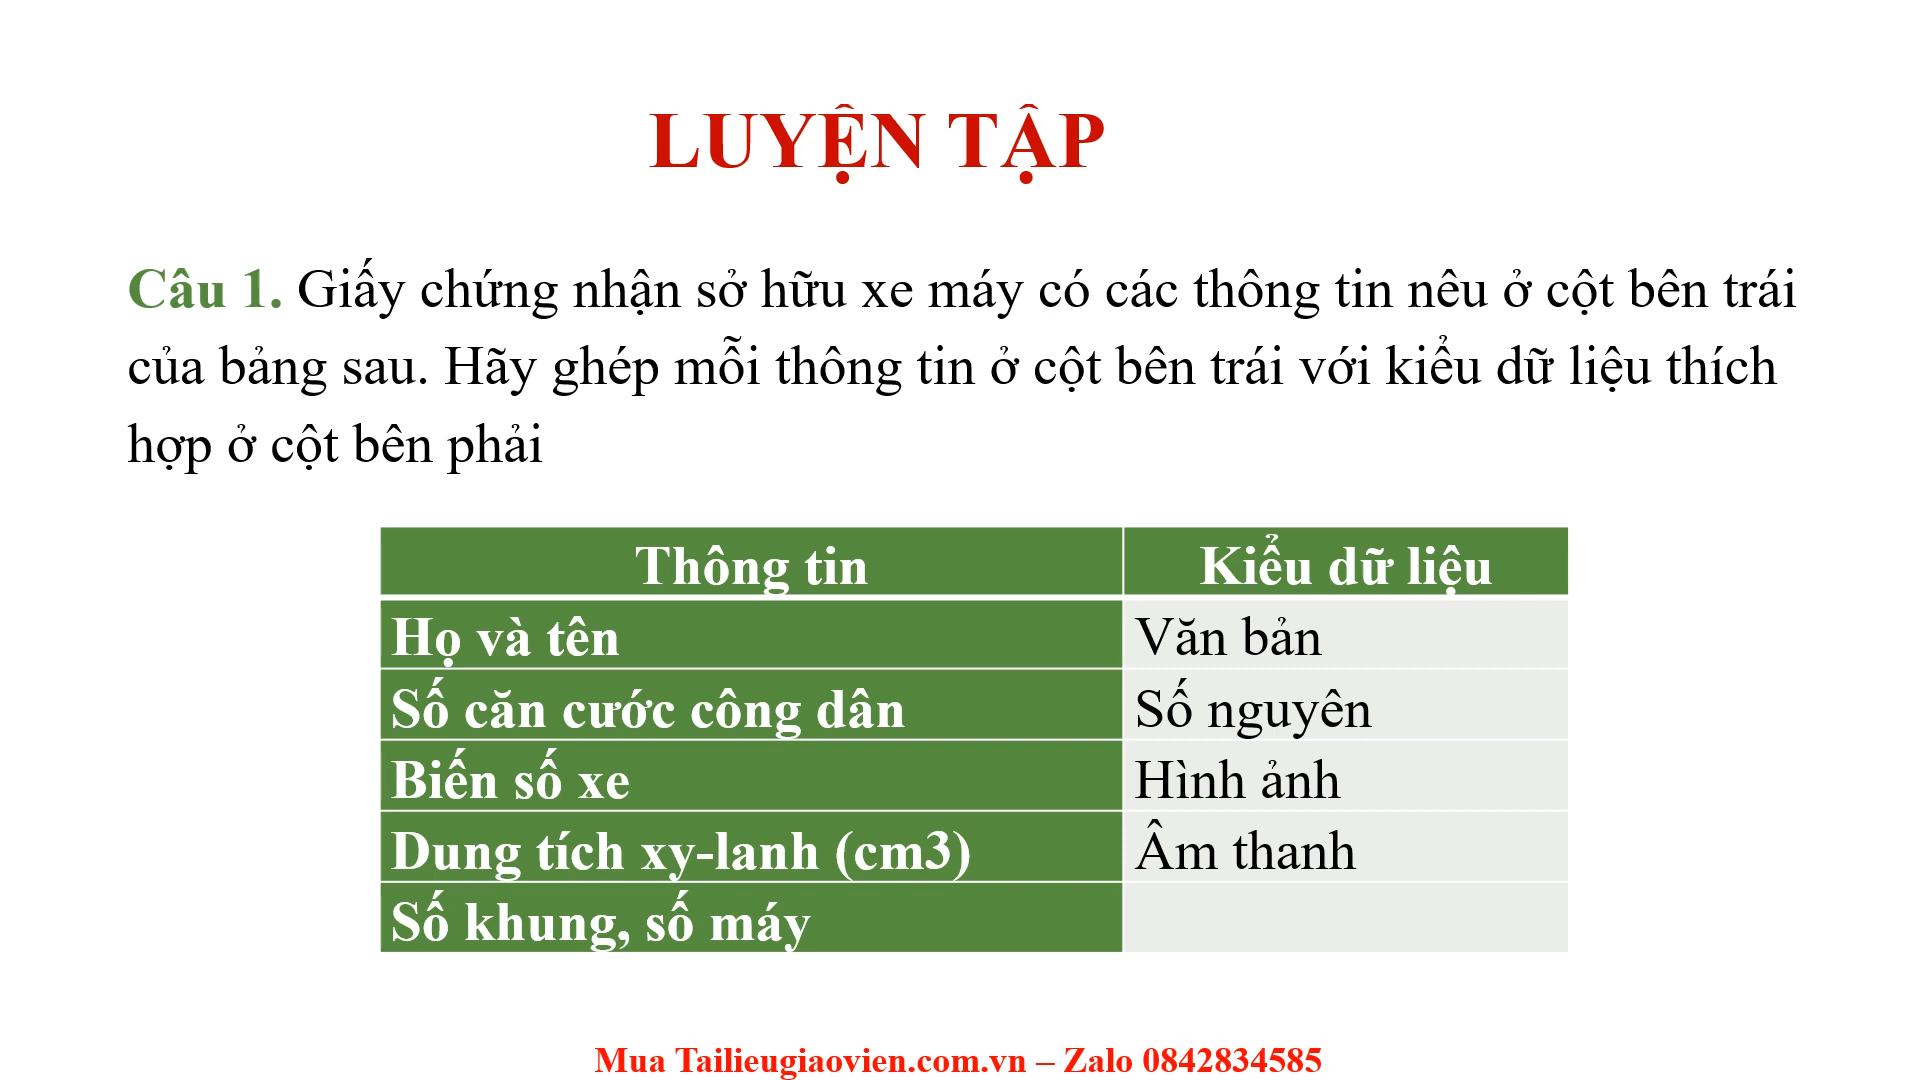 LUYỆN TẬP
Câu 1. Giấy chứng nhận sở hữu xe máy có các thông tin nêu ở cột bên trái
của bảng sau. Hãy ghép mỗi thông tin ở cột bên trái với kiểu dữ liệu thích
hợp ở cột bên phải
Thông tin Kiểu dữ liệu
Họ và tên Văn bản
Số căn cước công dân Số nguyên
Biến số xe Hình ảnh
Dung tích xy-lanh (cm3) Âm thanh
Số khung, số máy
Mua Tailieugiaovien.com.vn – Zalo 0842834585